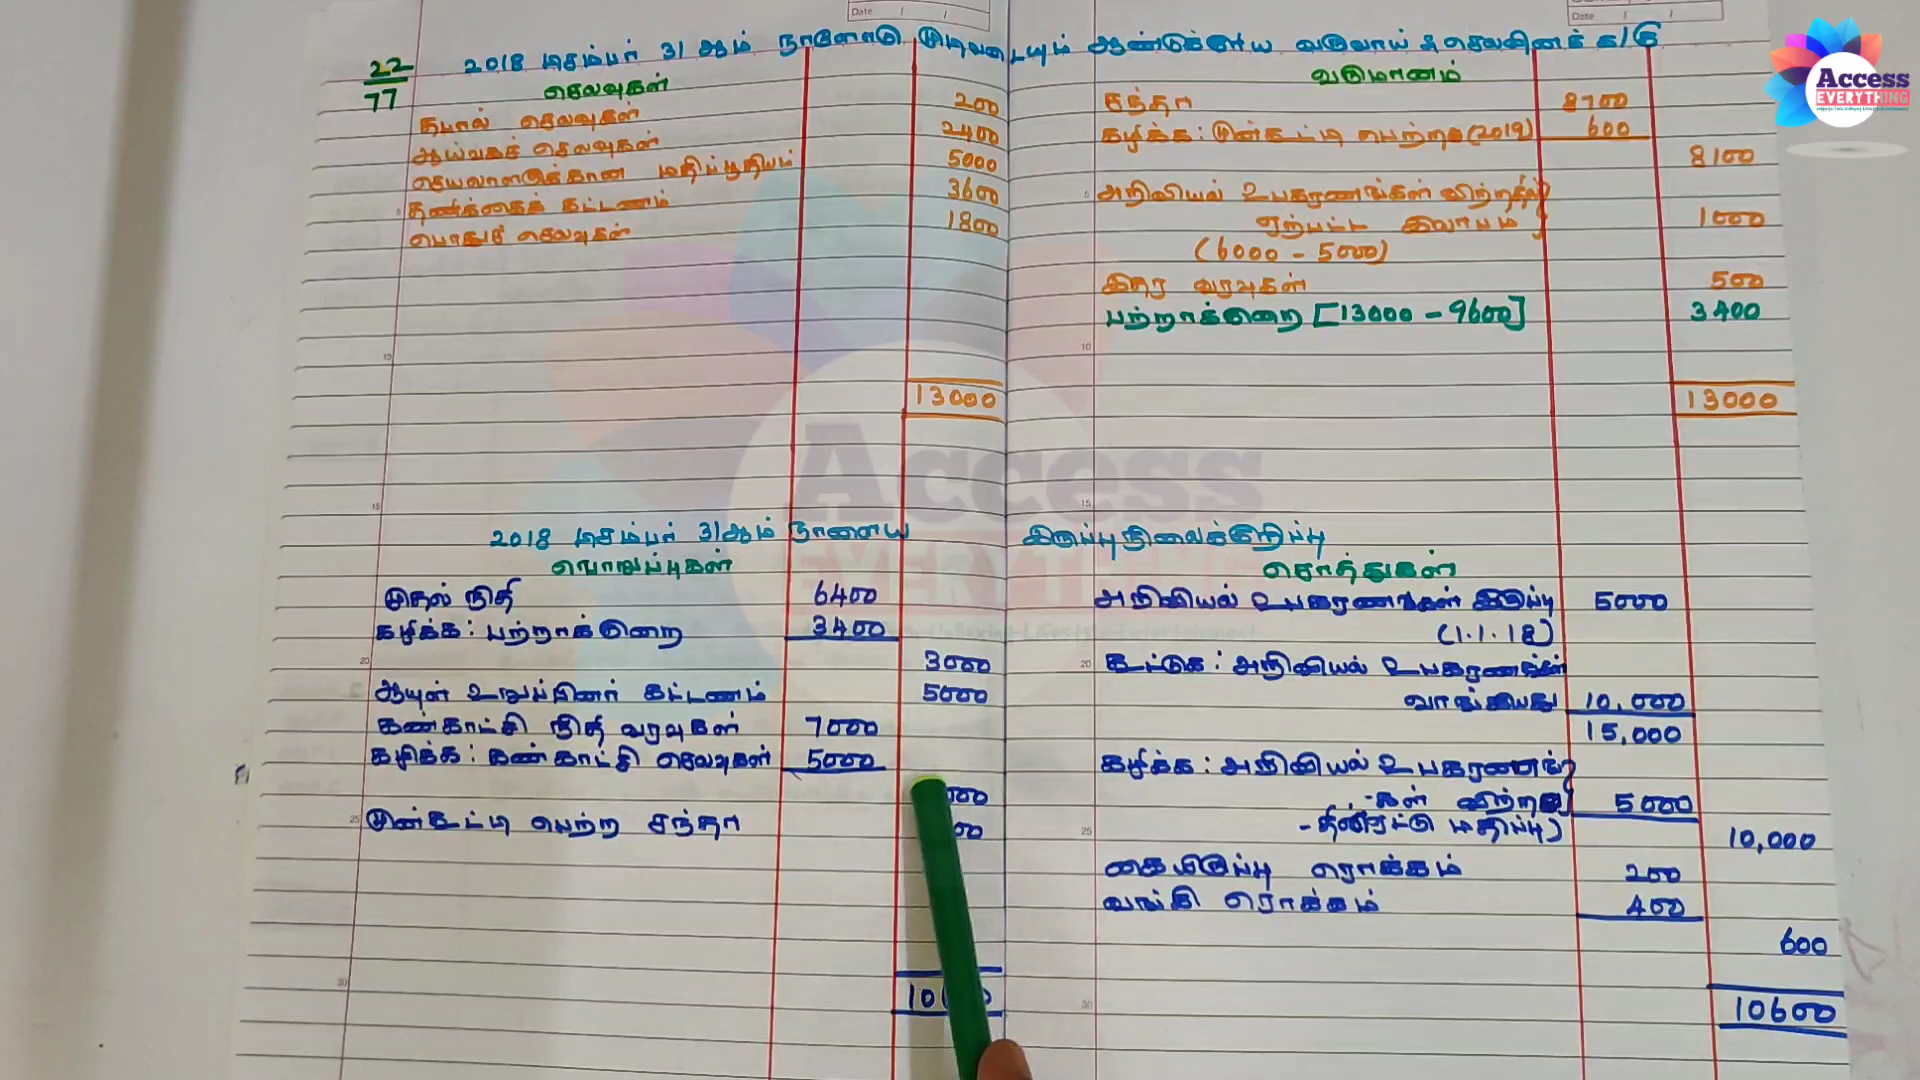 Date / /
Date / /
Access
EVERYTHING
22
77
2018 டிசம்பர் 31 ஆம் நாளோடு முடிவடையும் ஆண்டுக்குரிய வருவாய் & செலவினக் க/கு
செலவுகள்
வருமானம்
தபால் செலவுகள் 200
ஆய்வகச் செலவுகள் 2400
செயலாளருக்கான மதிப்பூதியம் 5000
தணிக்கைக் கட்டணம் 3600
பொதுச் செலவுகள் 1800
13000
சந்தா 8700
கழிக்க: முன்கூட்டி பெற்றது (2019) 600
8100
அறிவியல் உபகரணங்கள் விற்றதில்
ஏற்பட்ட இலாபம் 1000
(6000 - 5000)
இதர வரவுகள் 500
பற்றாக்குறை [13000 - 9600] 3400
13000
Access
EVERYTHING
2018 டிசம்பர் 31ஆம் நாளைய இருப்புநிலைக்குறிப்பு
பொறுப்புகள்
சொத்துகள்
முதல் நிதி 6400
கழிக்க: பற்றாக்குறை 3400
3000
ஆயுள் உறுப்பினர் கட்டணம் 5000
கண்காட்சி நிதி வரவுகள் 7000
கழிக்க: கண்காட்சி செலவுகள் 5000
முன்கூட்டி பெற்ற சந்தா
அறிவியல் உபகரணங்கள் இருப்பு 5000
(1.1.18)
கூட்டுக: அறிவியல் உபகரணங்கள்
வாங்கியது 10,000
15,000
கழிக்க: அறிவியல் உபகரணங்
-கள் விற்றது 5000
10,000
கையிருப்பு ரொக்கம் 200
வங்கி ரொக்கம் 400
600
10600